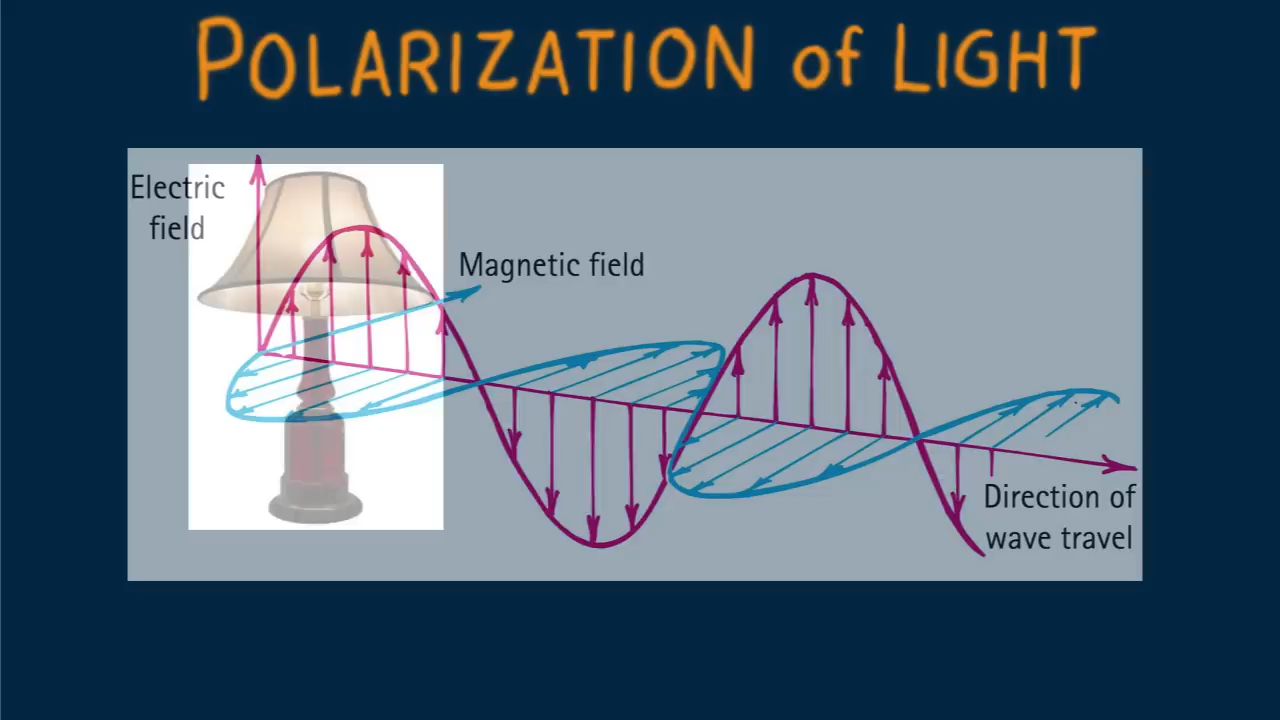 POLARIZATION of LIGHT
Electric
field
Magnetic field
Direction of
wave travel